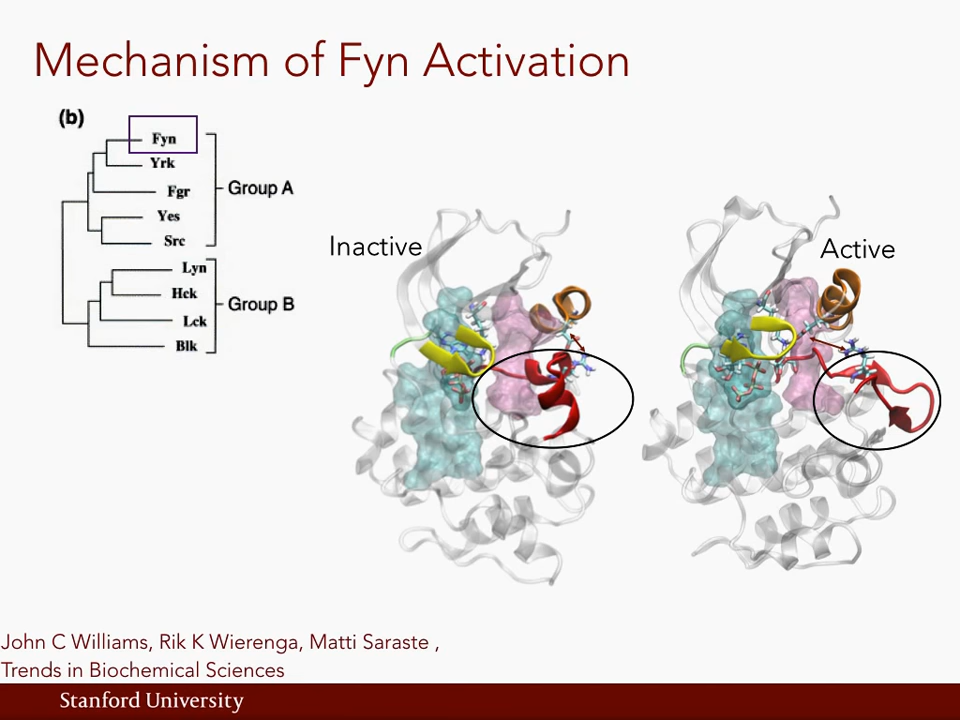 Mechanism of Fyn Activation
(b)
Fyn
Yrk
Fgr
Yes
Src
Group A
Lyn
Hck
Lck
Blk
Group B
Inactive
Active
John C Williams, Rik K Wierenga, Matti Saraste ,
Trends in Biochemical Sciences
Stanford University